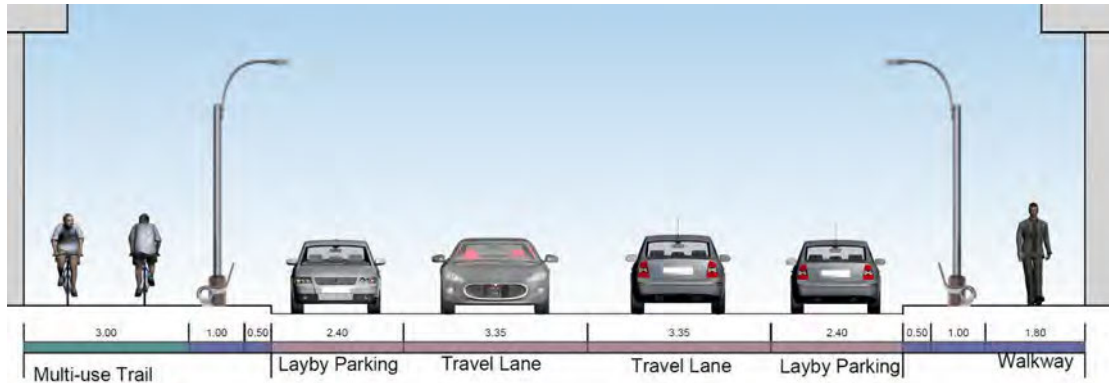 3.00 1.00 0.50 2.40 3.35 3.35 2.40 0.50 1.00 1.80
Multi-use Trail Layby Parking Travel Lane Travel Lane Layby Parking Walkway